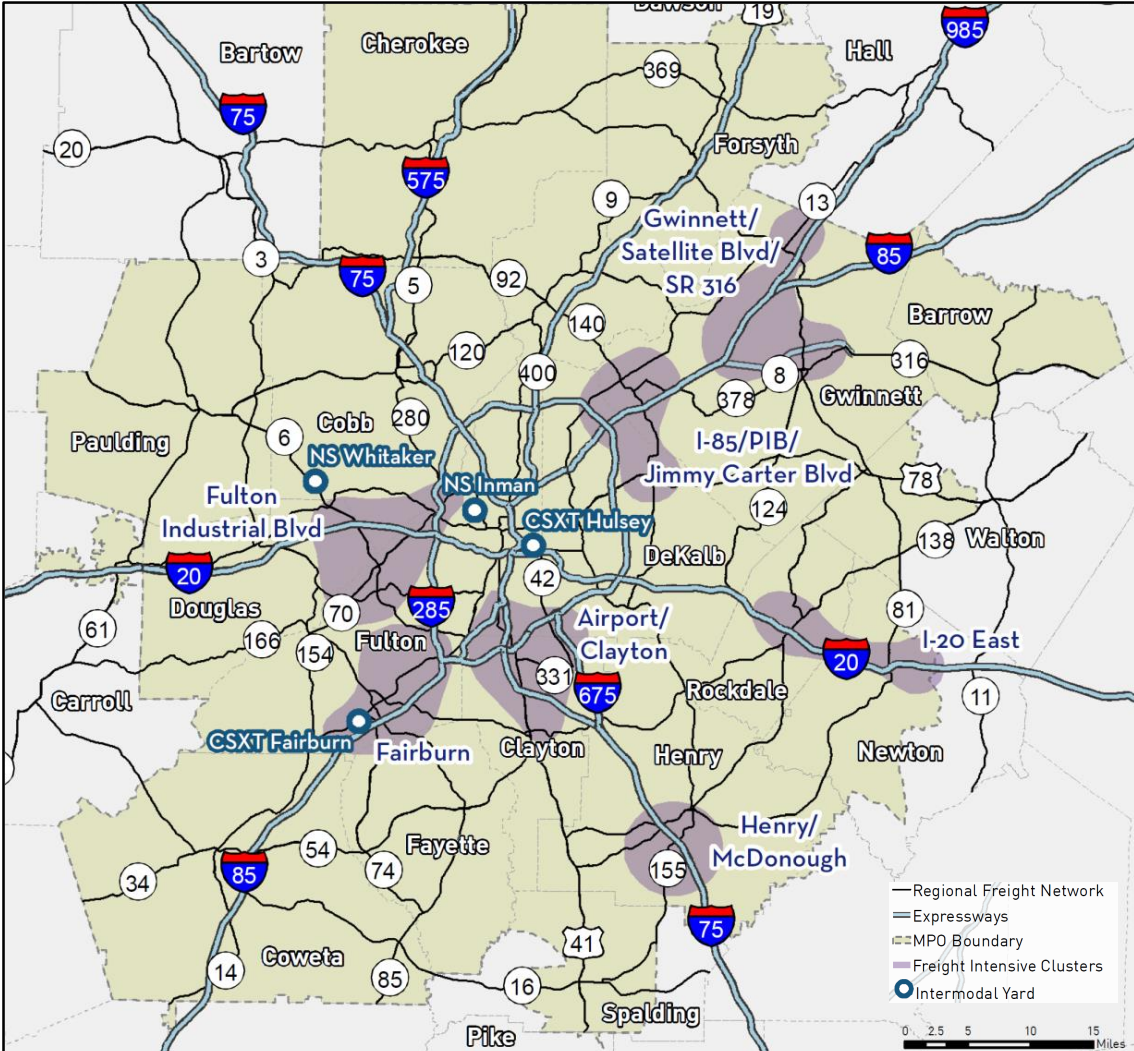 Dawson
19
985
Bartow
Cherokee
Hall
369
75
20
575
Forsyth
9
13
Gwinnett/
Satellite Blvd/
SR 316
3
75
5
92
85
140
Barrow
120
400
316
8
378
Gwinnett
280
Cobb
6
Paulding
NS Whitaker
I-85/PIB/
Jimmy Carter Blvd
78
NS Inman
Fulton
Industrial Blvd
124
CSXT Hulsey
138
Walton
DeKalb
20
42
Douglas
285
70
81
61
166
154
Fulton
Airport/
Clayton
I-20 East
20
331
675
11
Carroll
Rockdale
CSXT Fairburn
Fairburn
Clayton
Henry
Newton
Henry/
McDonough
54
Fayette
155
34
85
74
75
41
Coweta
14
85
16
Spalding
Pike
Regional Freight Network
Expressways
MPO Boundary
Freight Intensive Clusters
Intermodal Yard
0 2.5 5 10 15
Miles